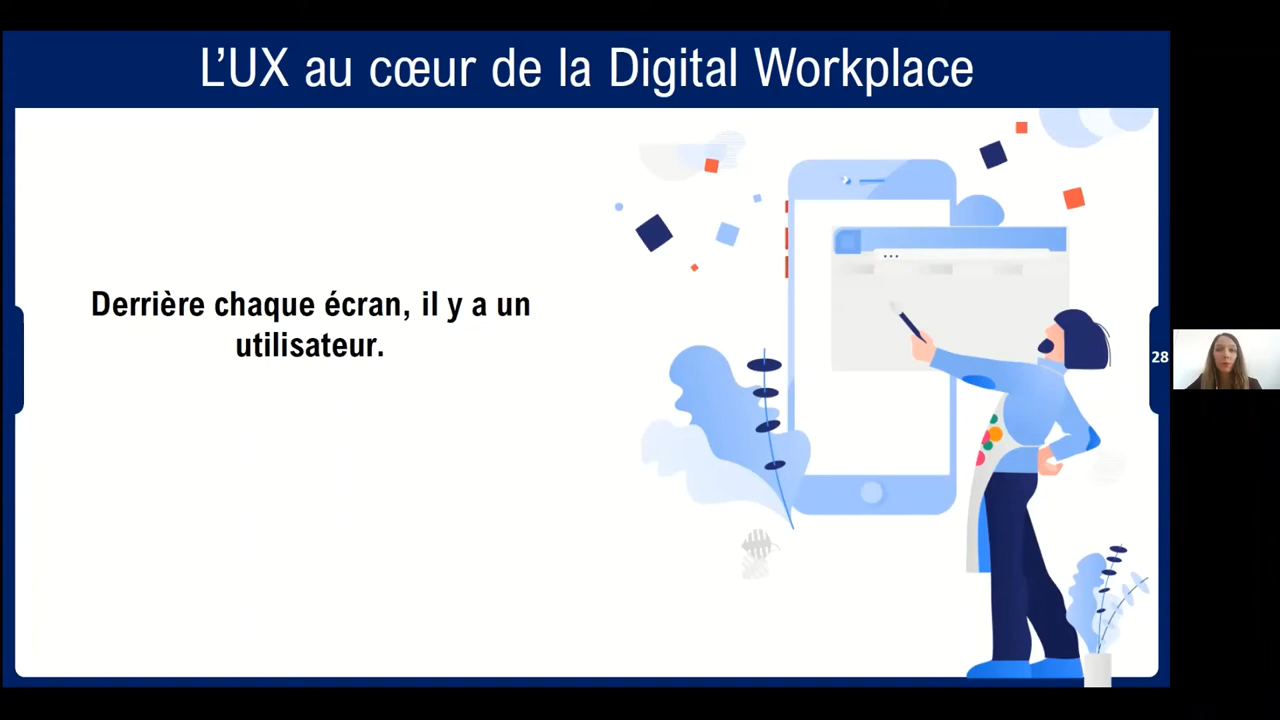 L'UX au cœur de la Digital Workplace
Derrière chaque écran, il y a un
utilisateur.
28